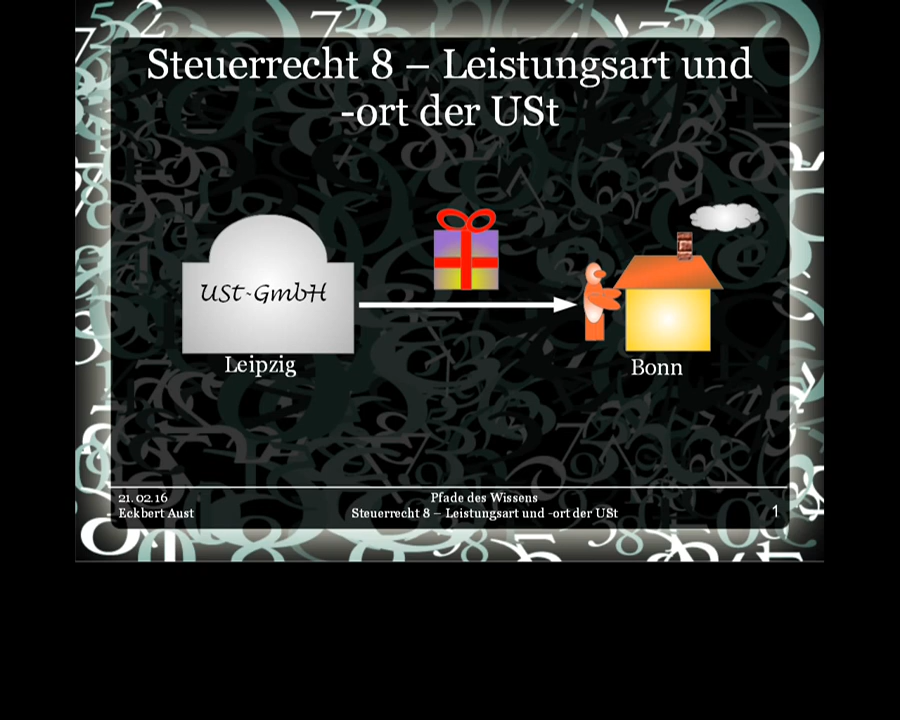 Steuerrecht 8 – Leistungsart und
-ort der USt
USt-GmbH
Leipzig
Bonn
21.02.16
Eckbert Aust
Pfade des Wissens
Steuerrecht 8 – Leistungsart und -ort der USt
1